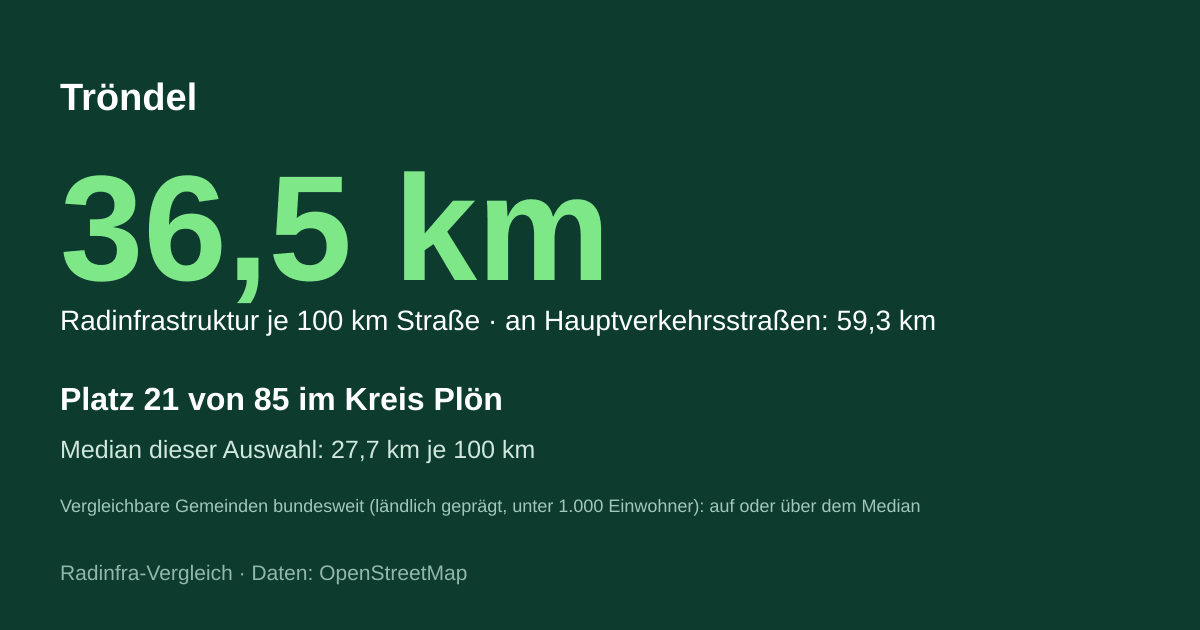 Tröndel
36,5 km
Radinfrastruktur je 100 km Straße · an Hauptverkehrsstraßen: 59,3 km
Platz 21 von 85 im Kreis Plön
Median dieser Auswahl: 27,7 km je 100 km
Vergleichbare Gemeinden bundesweit (ländlich geprägt, unter 1.000 Einwohner): auf oder über dem Median
Radinfra-Vergleich · Daten: OpenStreetMap